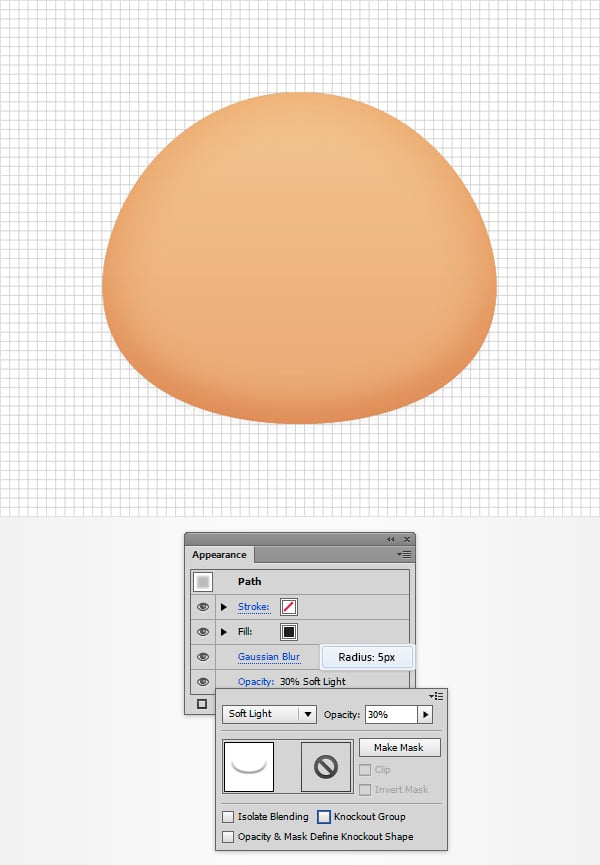 Appearance
Path
Stroke:
Fill:
Gaussian Blur Radius: 5px
Opacity: 30% Soft Light
Soft Light Opacity: 30%
Make Mask
Clip
Invert Mask
Isolate Blending Knockout Group
Opacity & Mask Define Knockout Shape